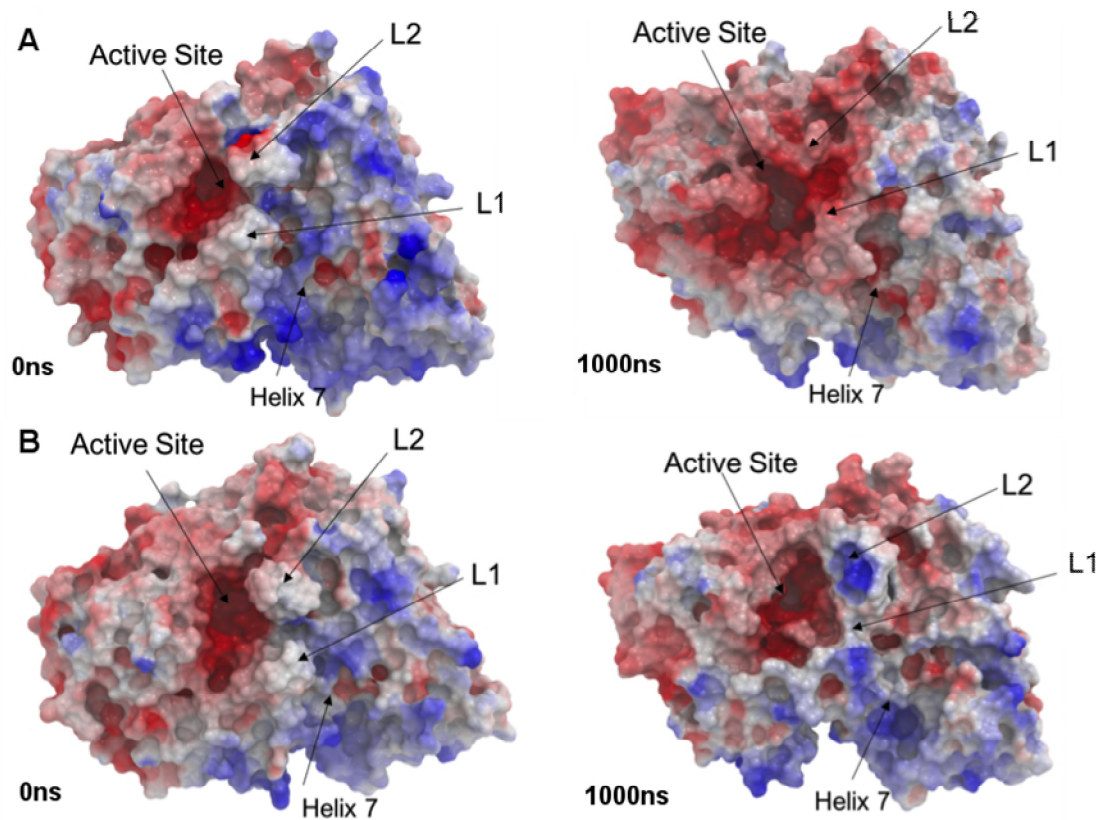 A
Active Site
L2
L1
0ns
Helix 7
Active Site
L2
L1
1000ns
Helix 7
B
Active Site
L2
L1
0ns
Helix 7
Active Site
L2
L1
1000ns
Helix 7